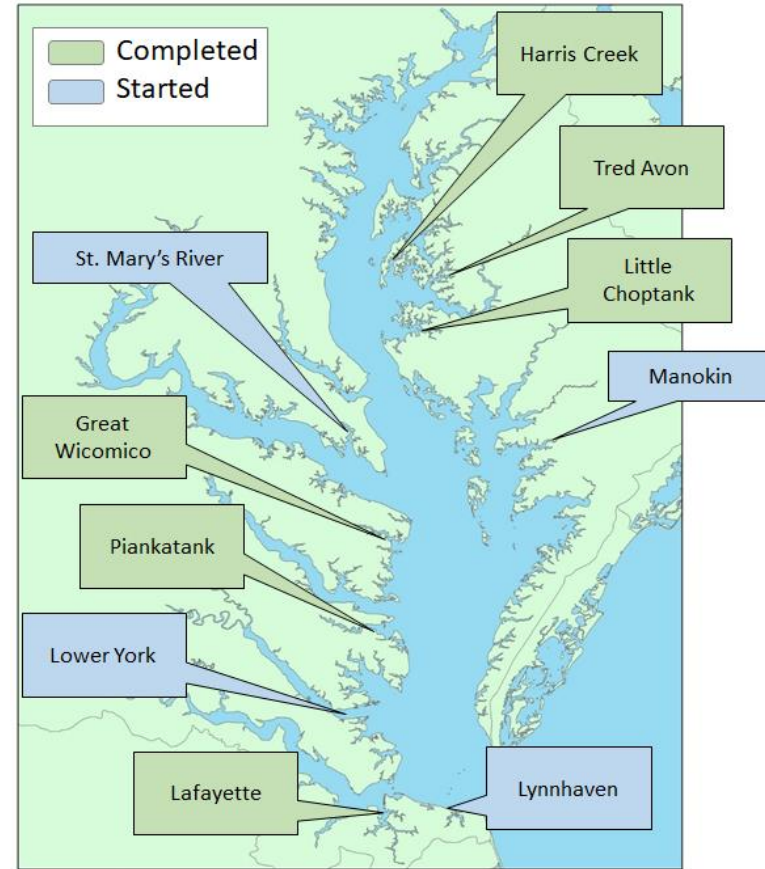 Completed
Started
Harris Creek
Tred Avon
St. Mary's River
Little
Choptank
Manokin
Great
Wicomico
Piankatank
Lower York
Lafayette
Lynnhaven